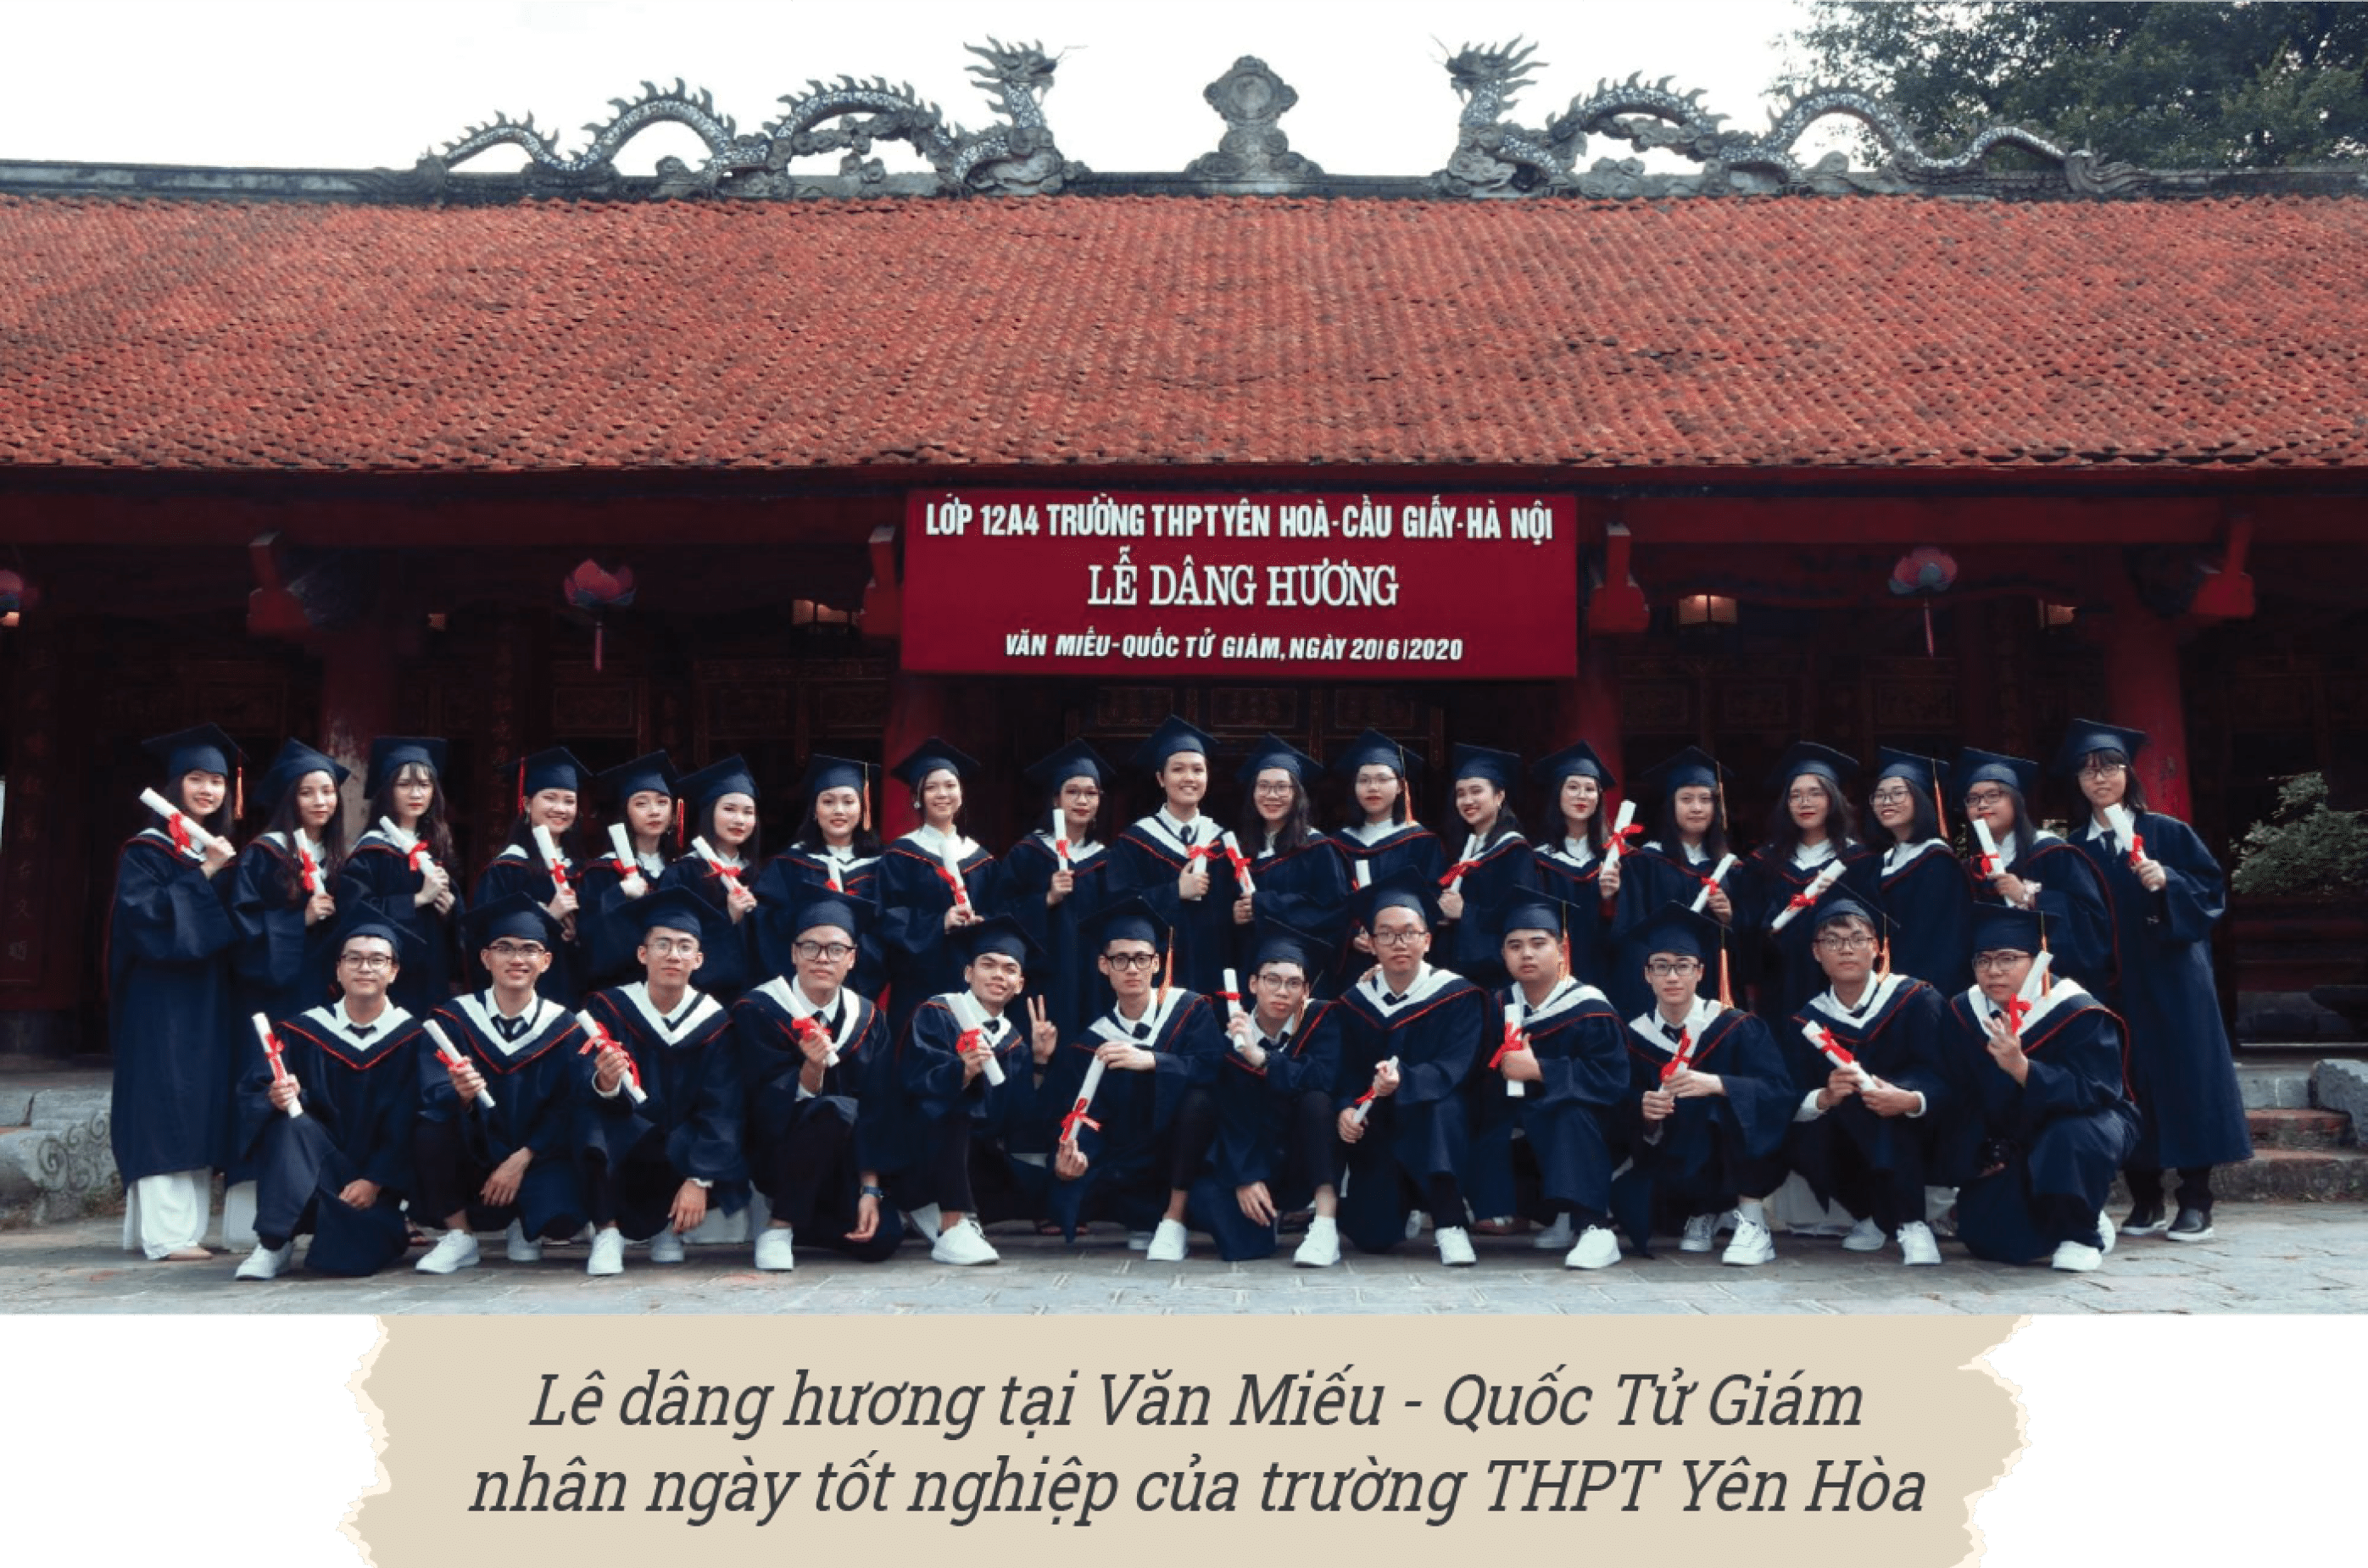 LỚP 12A4 TRƯỜNG THPT YÊN HOÀ-CẦU GIẤY-HÀ NỘI
LỄ DÂNG HƯƠNG
VĂN MIẾU-QUỐC TỬ GIÁM, NGÀY 20/6/2020
Lê dâng hương tại Văn Miếu - Quốc Tử Giám
nhân ngày tốt nghiệp của trường THPT Yên Hòa